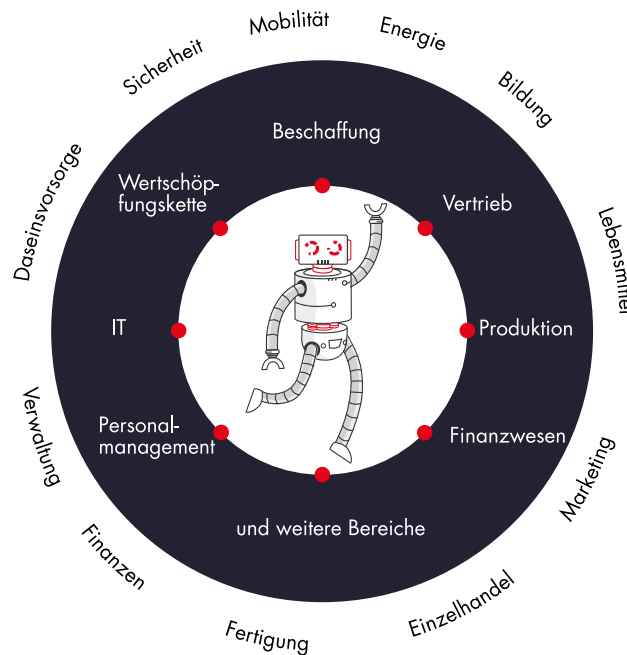 Mobilität
Energie
Bildung
Lebensmittel
Marketing
Einzelhandel
Fertigung
Finanzen
Verwaltung
Daseinsvorsorge
Sicherheit
Beschaffung
Vertrieb
Produktion
Finanzwesen
und weitere Bereiche
Personal-
management
IT
Wertschöp-
fungskette